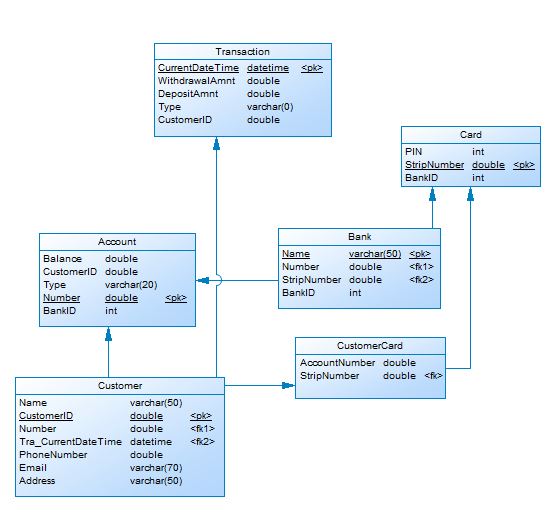 Transaction
CurrentDateTime datetime <pk>
WithdrawalAmnt double
DepositAmnt double
Type varchar(0)
CustomerID double
Card
PIN int
StripNumber double <pk>
BankID int
Account
Balance double
CustomerID double
Type varchar(20)
Number double <pk>
BankID int
Bank
Name varchar(50) <pk>
Number double <fk1>
StripNumber double <fk2>
BankID int
CustomerCard
AccountNumber double
StripNumber double <fk>
Customer
Name varchar(50)
CustomerID double <pk>
Number double <fk1>
Tra_CurrentDateTime datetime <fk2>
PhoneNumber double
Email varchar(70)
Address varchar(50)